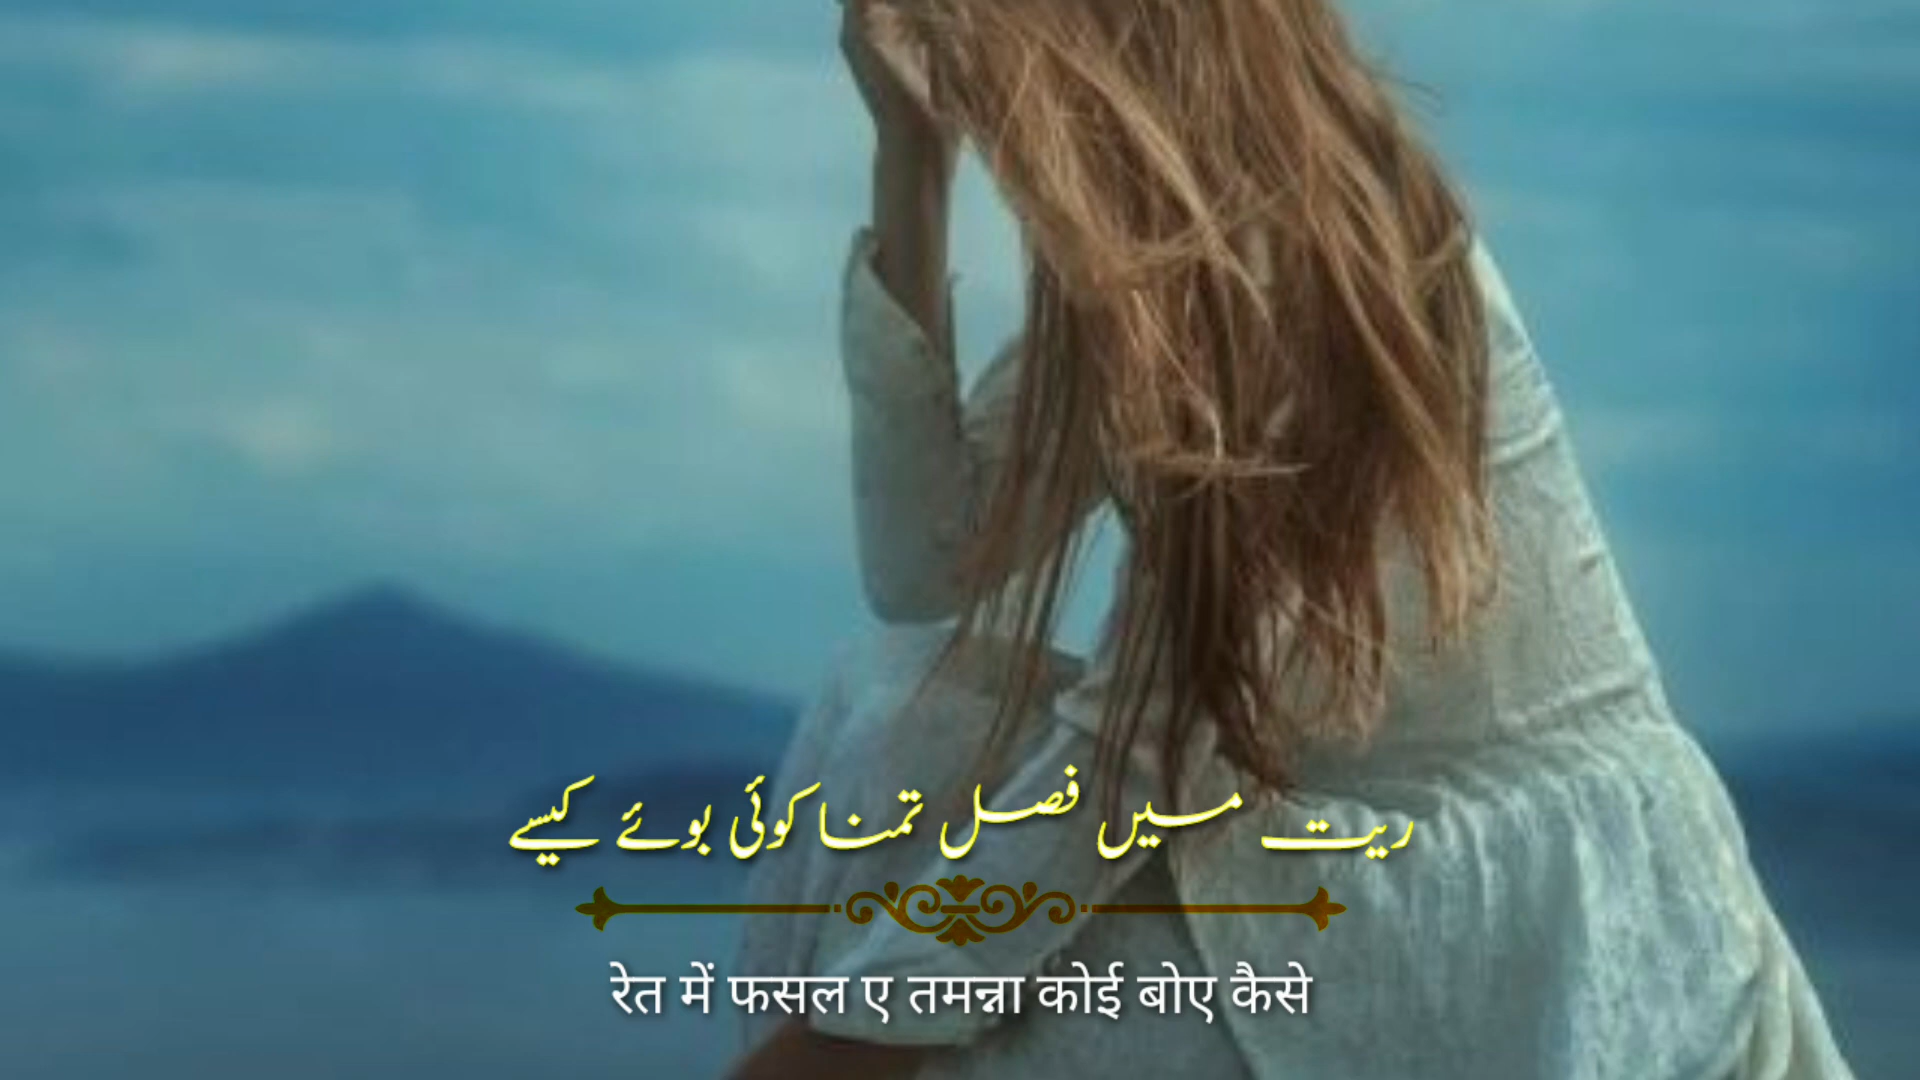 ریت میں فصل تمنا کوئی بوئے کیسے
रेत में फसल ए तमन्ना कोई बोए कैसे